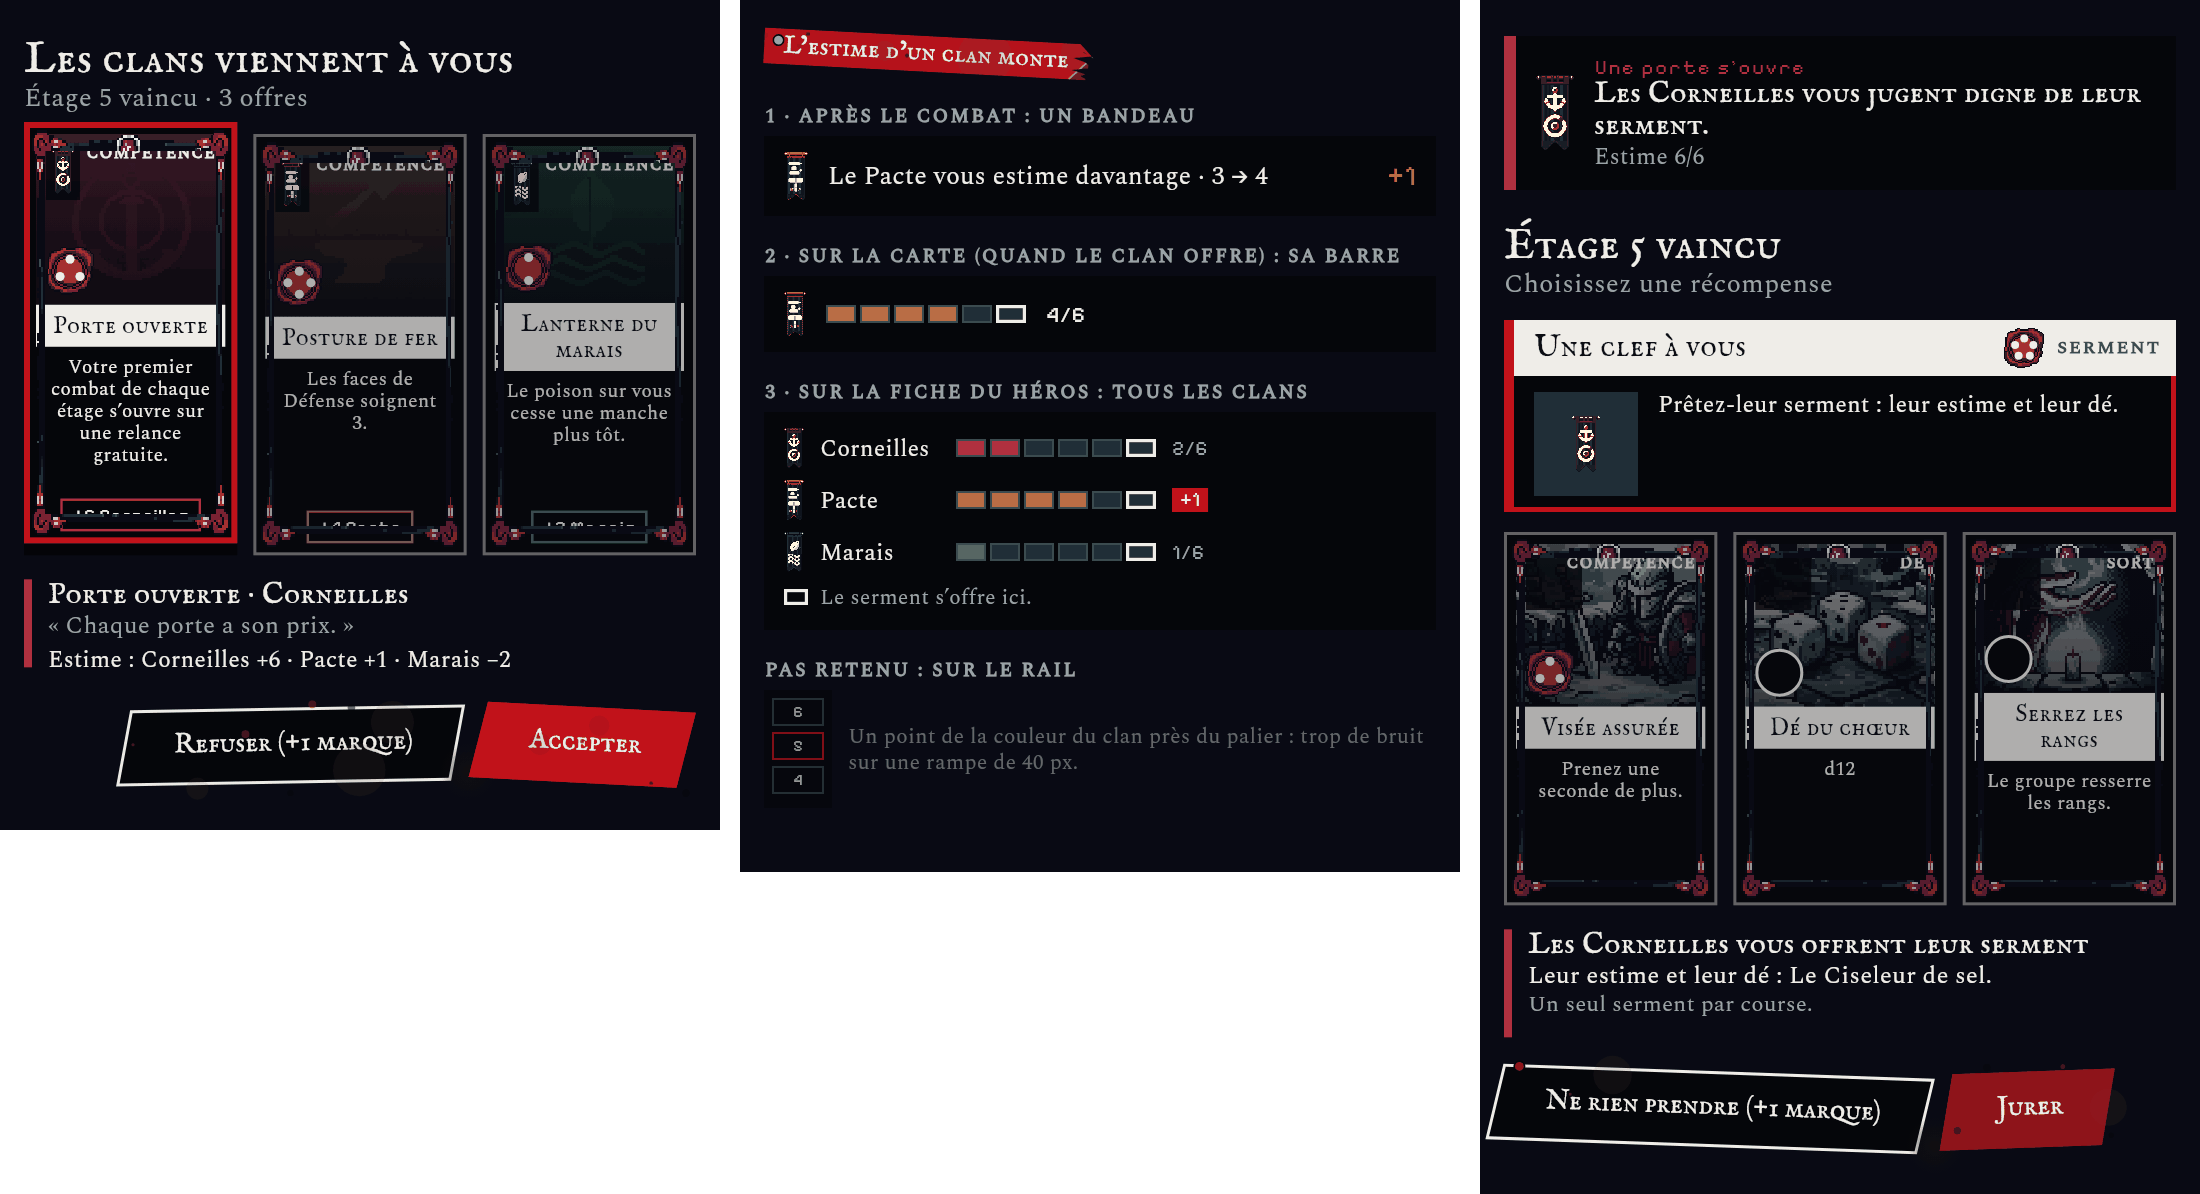 Les clans viennent à vous
Étage 5 vaincu · 3 offres
COMPÉTENCE
COMPÉTENCE
COMPÉTENCE
Porte ouverte
Votre premier
combat de chaque
étage s'ouvre sur
une relance
gratuite.
Posture de fer
Les faces de
Défense soignent
3.
Lanterne du
marais
Le poison sur vous
cesse une manche
plus tôt.
Porte ouverte · Corneilles
« Chaque porte a son prix. »
Estime : Corneilles +6 · Pacte +1 · Marais −2
Refuser (+1 marque)
Accepter
L'estime d'un clan monte
1 · APRÈS LE COMBAT : UN BANDEAU
Le Pacte vous estime davantage · 3 → 4
+1
2 · SUR LA CARTE (QUAND LE CLAN OFFRE) : SA BARRE
4/6
3 · SUR LA FICHE DU HÉROS : TOUS LES CLANS
Corneilles
2/6
Pacte
+1
Marais
1/6
Le serment s'offre ici.
PAS RETENU : SUR LE RAIL
6
5
4
Un point de la couleur du clan près du palier : trop de bruit
sur une rampe de 40 px.
Une porte s'ouvre
Les Corneilles vous jugent digne de leur
serment.
Estime 6/6
Étage 5 vaincu
Choisissez une récompense
Une clef à vous
SERMENT
Prêtez-leur serment : leur estime et leur dé.
COMPÉTENCE
DÉ
SORT
Visée assurée
Prenez une
seconde de plus.
Dé du chœur
d12
Serrez les
rangs
Le groupe resserre
les rangs.
Les Corneilles vous offrent leur serment
Leur estime et leur dé : Le Ciseleur de sel.
Un seul serment par course.
Ne rien prendre (+1 marque)
Jurer